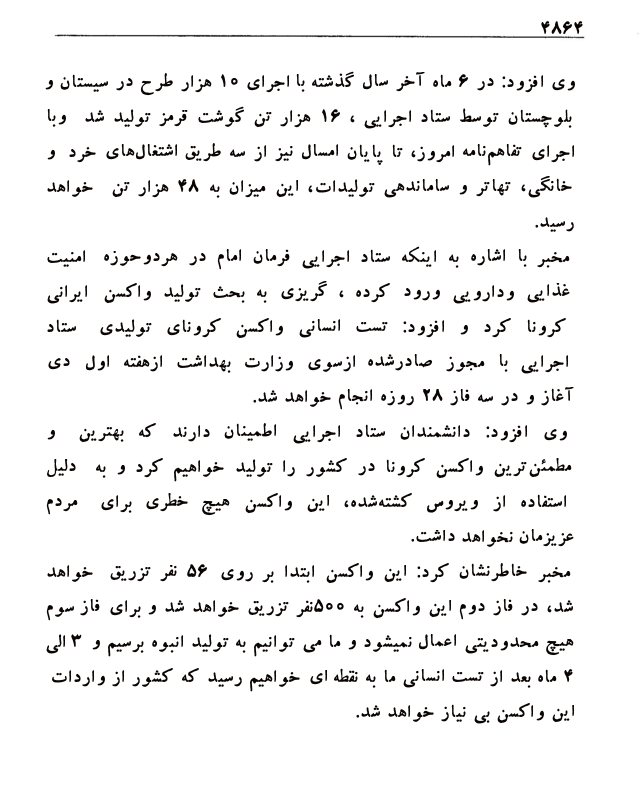 ۴۸۶۴
وی افزود: در ۶ ماه آخر سال گذشته با اجرای ۱۰ هزار طرح در سیستان و
بلوچستان توسط ستاد اجرایی ، ۱۶ هزار تن گوشت قرمز تولید شد وبا
اجرای تفاهم‌نامه امروز، تا پایان امسال نیز از سه طریق اشتغال‌های خرد و
خانگی، تهاتر و ساماندهی تولیدات، این میزان به ۴۸ هزار تن خواهد
رسید.
مخبر با اشاره به اینکه ستاد اجرایی فرمان امام در هردوحوزه امنیت
غذایی ودارویی ورود کرده ، گریزی به بحث تولید واکسن ایرانی
کرونا کرد و افزود: تست انسانی واکسن کرونای تولیدی ستاد
اجرایی با مجوز صادرشده ازسوی وزارت بهداشت ازهفته اول دی
آغاز و در سه فاز ۲۸ روزه انجام خواهد شد.
وی افزود: دانشمندان ستاد اجرایی اطمینان دارند که بهترین و
مطمئن‌ترین واکسن کرونا در کشور را تولید خواهیم کرد و به دلیل
استفاده از ویروس کشته‌شده، این واکسن هیچ خطری برای مردم
عزیزمان نخواهد داشت.
مخبر خاطرنشان کرد: این واکسن ابتدا بر روی ۵۶ نفر تزریق خواهد
شد، در فاز دوم این واکسن به ۵۰۰نفر تزریق خواهد شد و برای فاز سوم
هیچ محدودیتی اعمال نمیشود و ما می توانیم به تولید انبوه برسیم و ۳ الی
۴ ماه بعد از تست انسانی ما به نقطه ای خواهیم رسید که کشور از واردات
این واکسن بی نیاز خواهد شد.